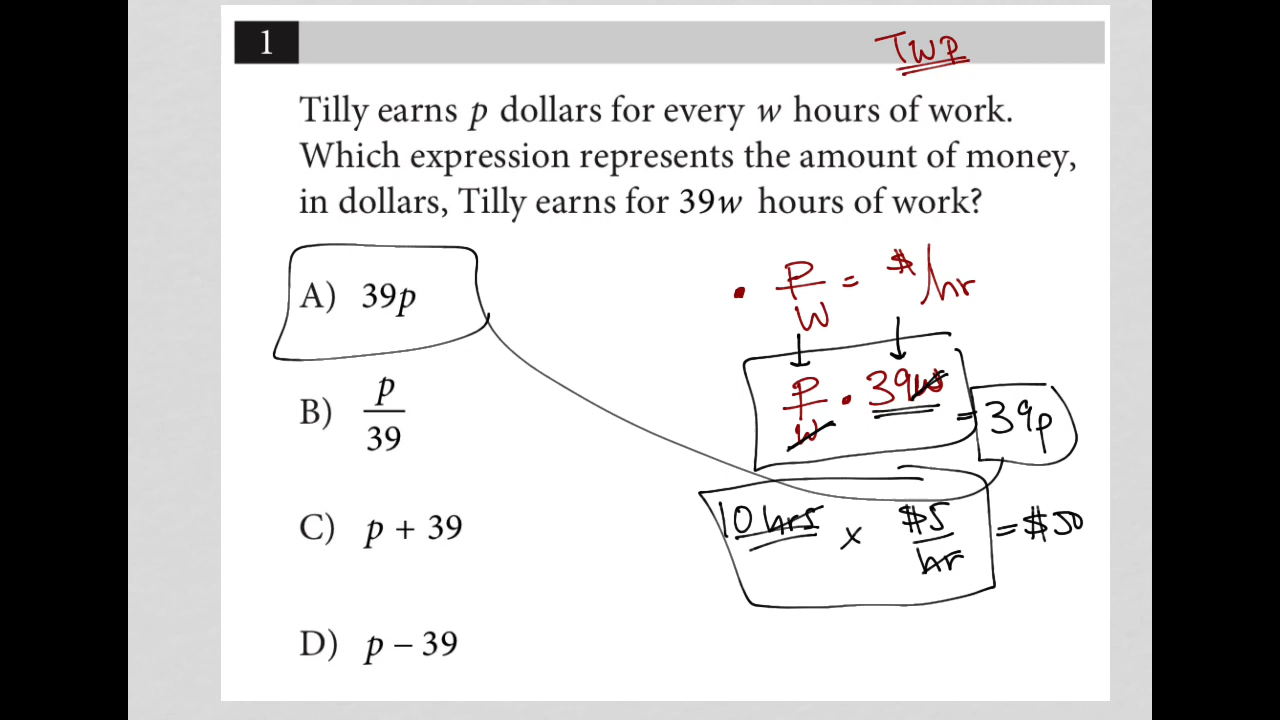 1
TWP
Tilly earns p dollars for every w hours of work.
Which expression represents the amount of money,
in dollars, Tilly earns for 39w hours of work?
A) 39p
B) p/39
C) p + 39
D) p − 39
· P/W = $/hr
P/W · 39w = 39p
10 hrs × $5/hr = $50